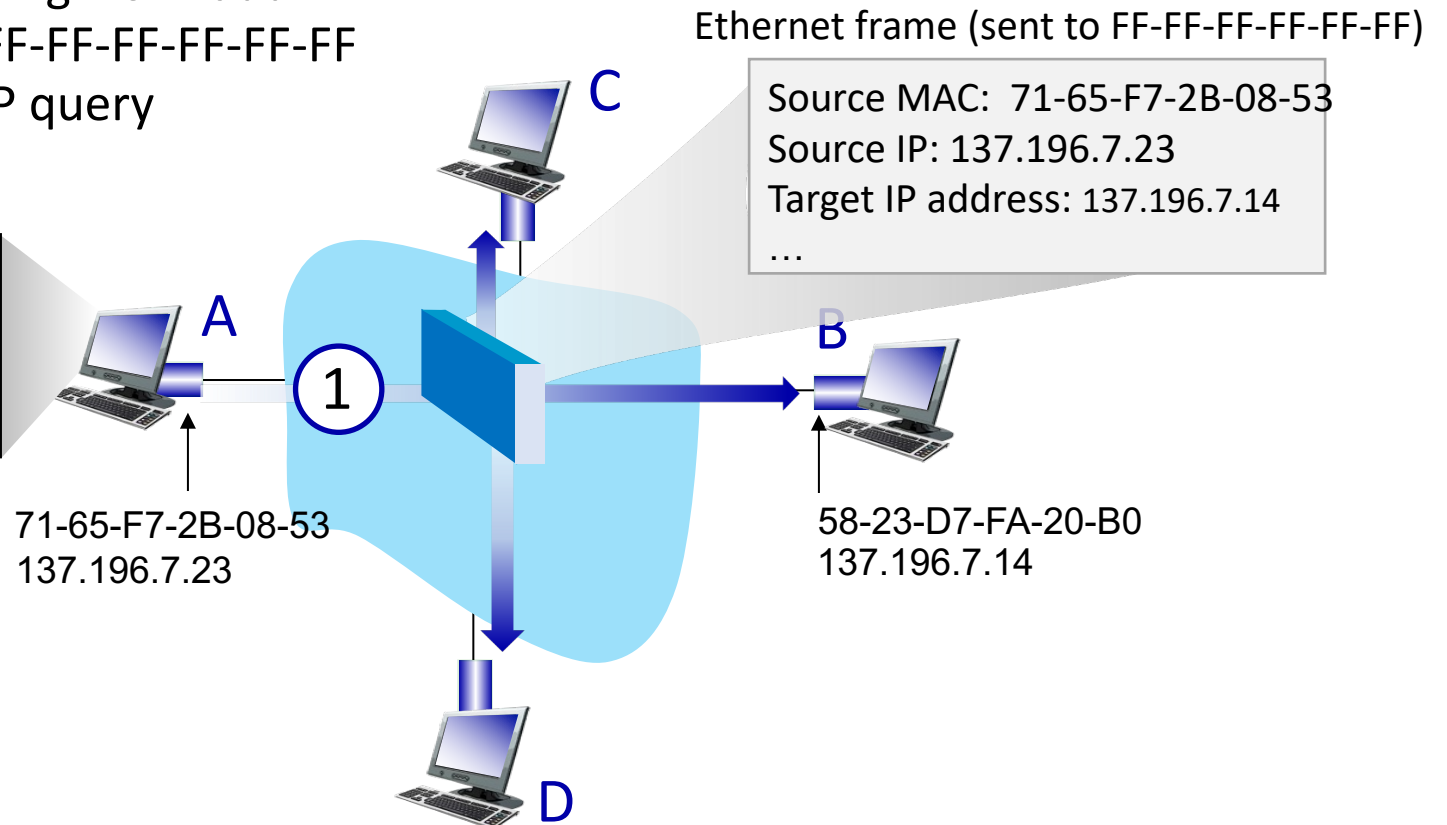 FF-FF-FF-FF-FF-FF
P query
Ethernet frame (sent to FF-FF-FF-FF-FF-FF)
Source MAC: 71-65-F7-2B-08-53
Source IP: 137.196.7.23
Target IP address: 137.196.7.14
…
C
A
B
1
71-65-F7-2B-08-53
137.196.7.23
58-23-D7-FA-20-B0
137.196.7.14
D